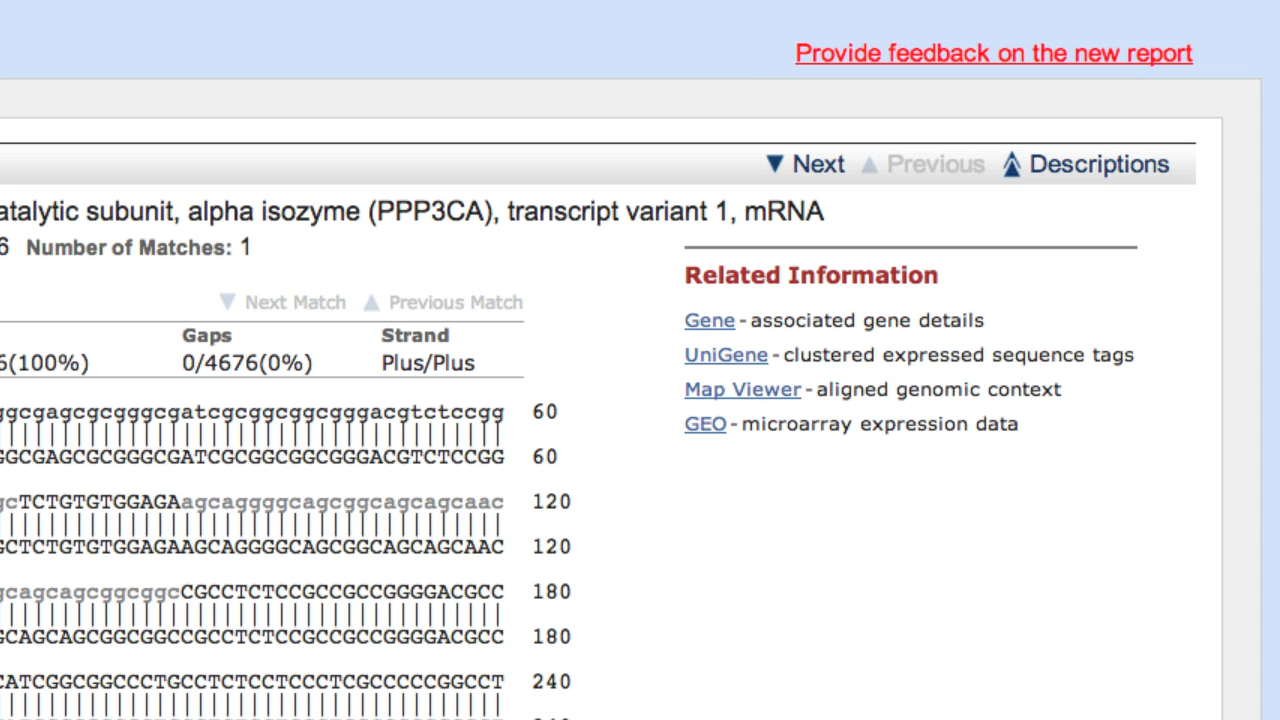 Provide feedback on the new report
Next Previous Descriptions
atalytic subunit, alpha isozyme (PPP3CA), transcript variant 1, mRNA
6 Number of Matches: 1
Related Information
Next Match Previous Match
Gene - associated gene details
Gaps Strand
UniGene - clustered expressed sequence tags
6(100%) 0/4676(0%) Plus/Plus
Map Viewer - aligned genomic context
ggcgagcgcgggcgatcgcggcggcgggacgtctccgg 60
GEO - microarray expression data
GGCGAGCGCGGGCGATCGCGGCGGCGGGACGTCTCCGG 60
gcTCTGTGTGGAGAagcaggggcagcggcagcagcaac 120
GCTCTGTGTGGAGAAGCAGGGGCAGCGGCAGCAGCAAC 120
gcagcagcggcggcCGCCTCTCCGCCGCCGGGGACGCC 180
GCAGCAGCGGCGGCCGCCTCTCCGCCGCCGGGGACGCC 180
CATCGGCGGCCCTGCCTCTCCTCCCTCGCCCCCGGCCT 240